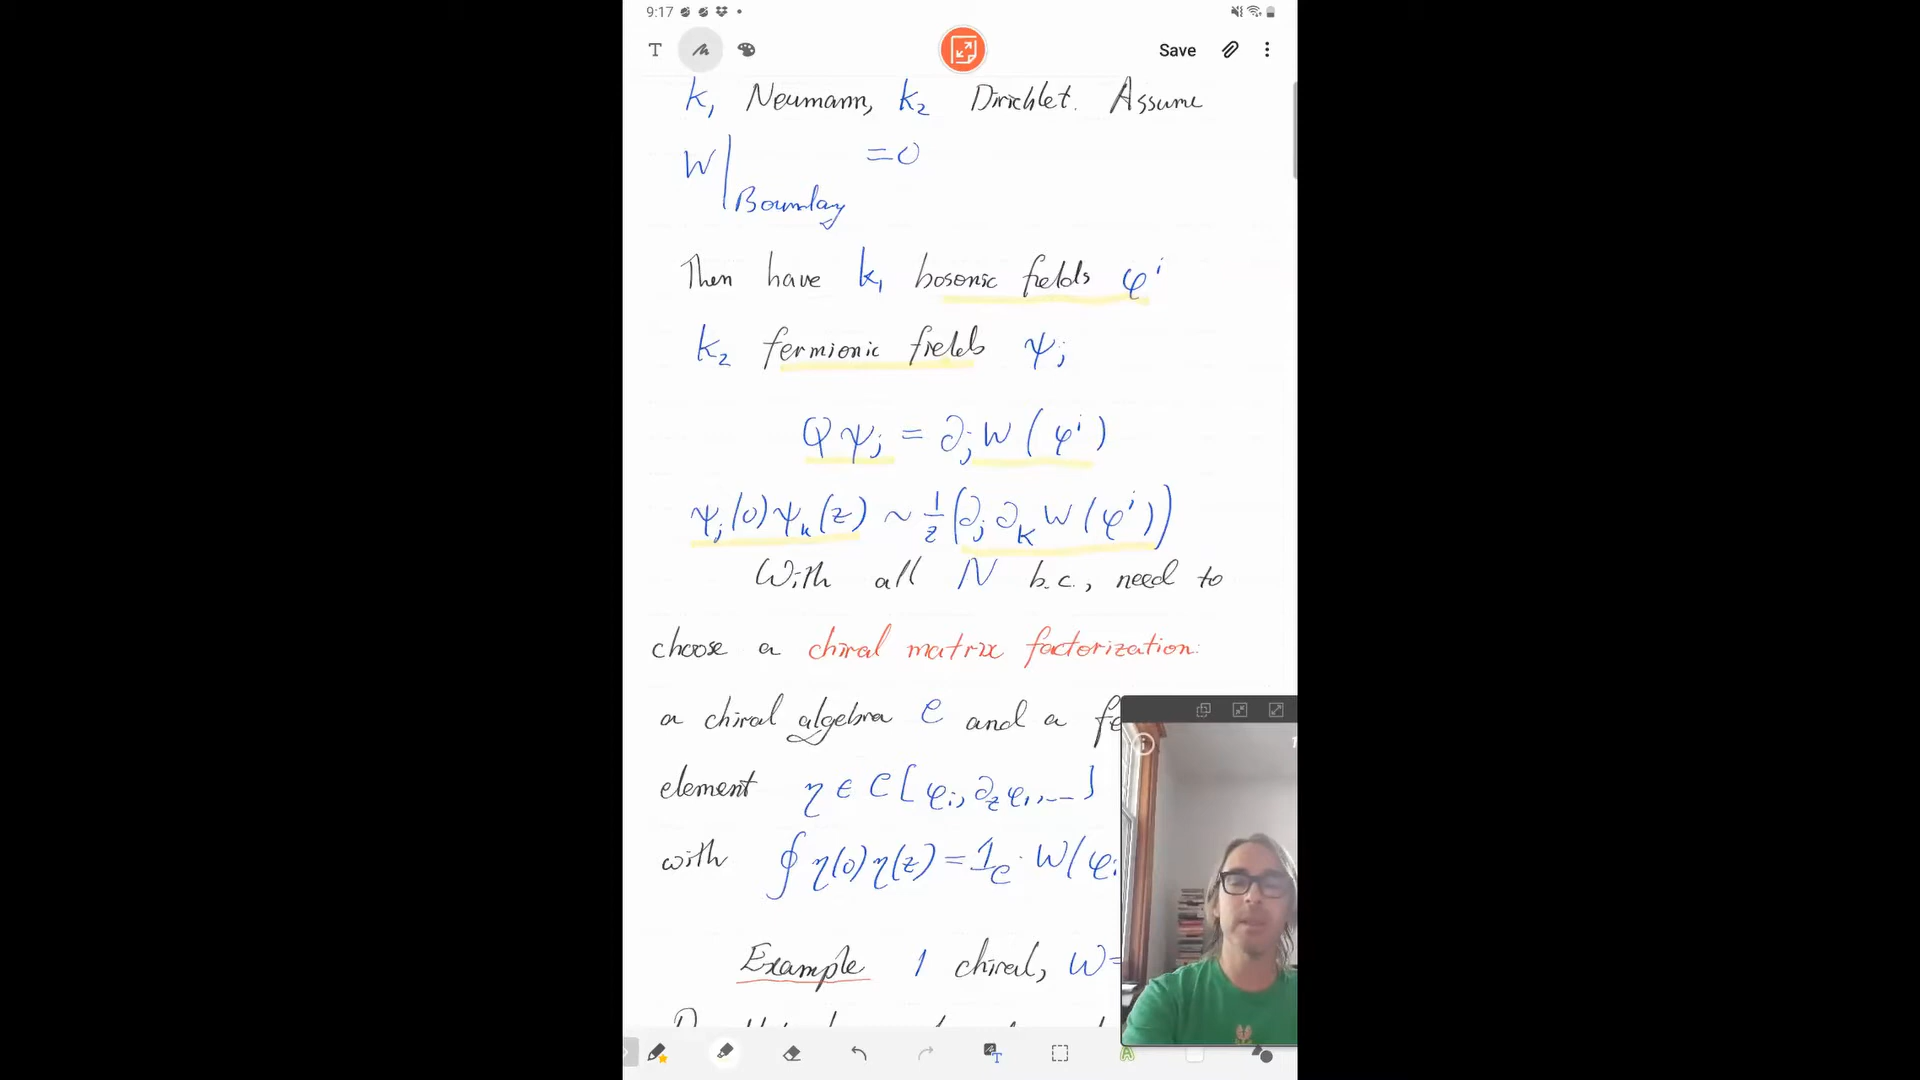 9:17
T
Save
k₁ Neumann, k₂ Dirichlet. Assume
W|Boundary =0
Then have k₁ bosonic fields φⁱ
k₂ fermionic fields ψⱼ
Qψⱼ = ∂ⱼW(φⁱ)
ψⱼ(0)ψₖ(z) ~ 1/z (∂ⱼ∂ₖW(φⁱ))
With all N b.c., need to
choose a chiral matrix factorization:
a chiral algebra C and a
element η ∈ C[φᵢ, ∂_zφᵢ, ...]
with ∮ η(0)η(z) = 1_C · W(φᵢ
Example 1 chiral, W=